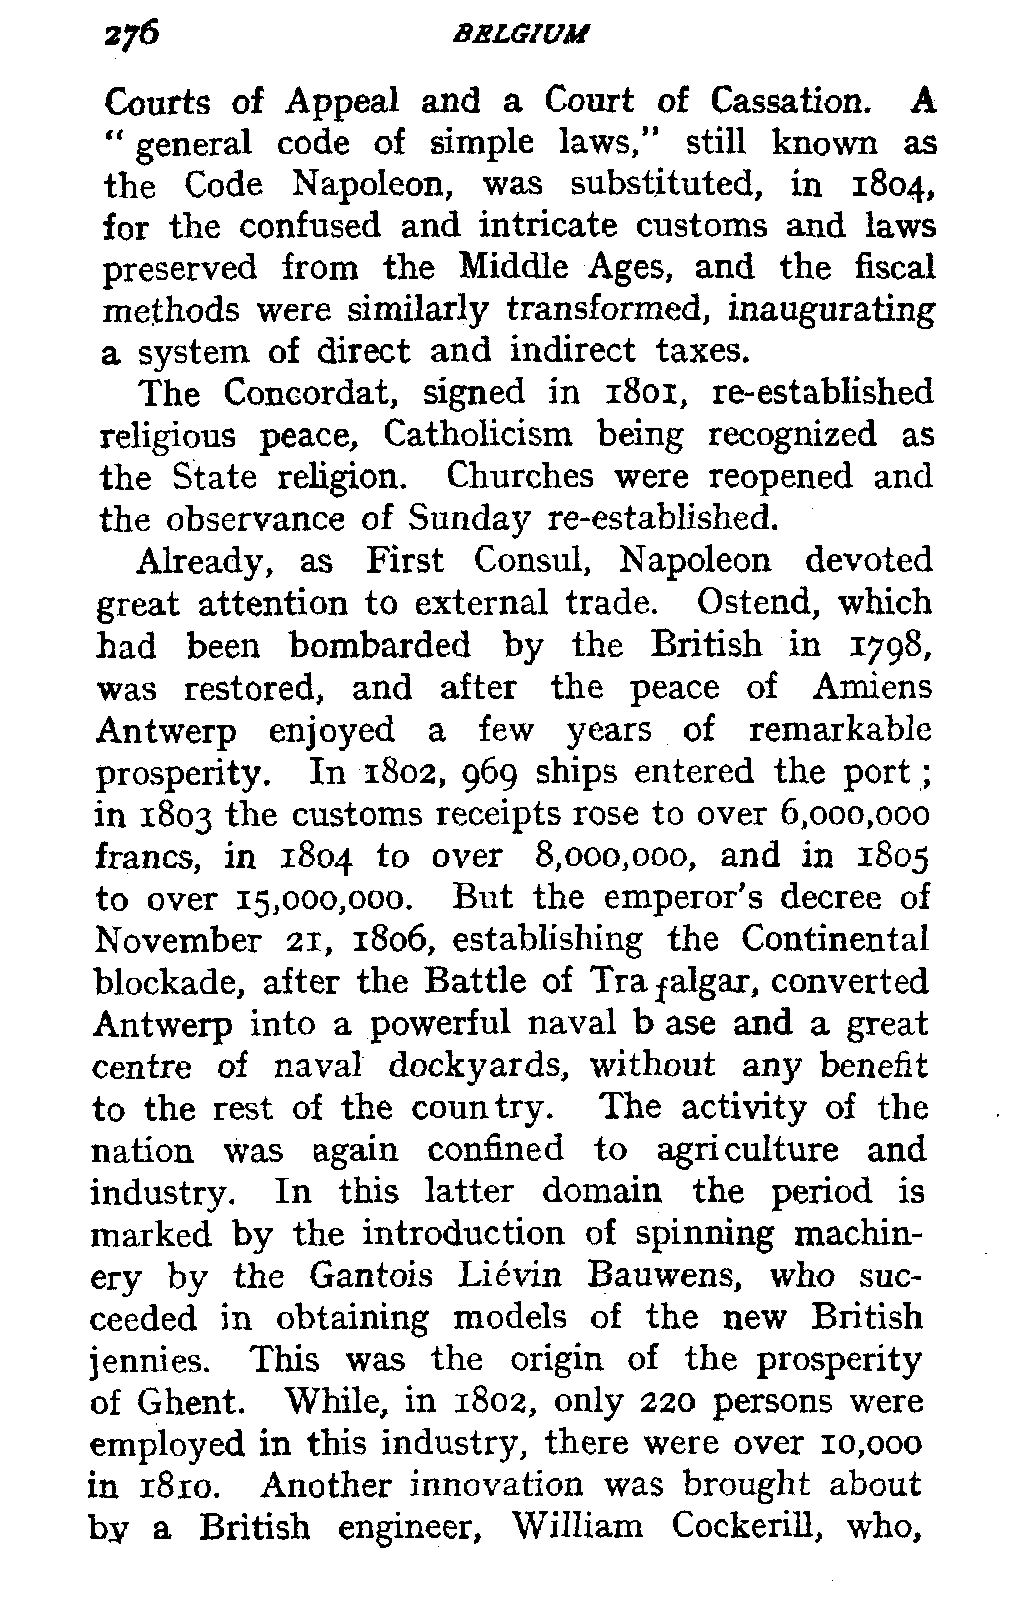 276 BELGIUM
Courts of Appeal and a Court of Cassation. A
“ general code of simple laws,” still known as
the Code Napoleon, was substituted, in 1804,
for the confused and intricate customs and laws
preserved from the Middle Ages, and the fiscal
methods were similarly transformed, inaugurating
a system of direct and indirect taxes.
The Concordat, signed in 1801, re-established
religious peace, Catholicism being recognized as
the State religion. Churches were reopened and
the observance of Sunday re-established.
Already, as First Consul, Napoleon devoted
great attention to external trade. Ostend, which
had been bombarded by the British in 1798,
was restored, and after the peace of Amiens
Antwerp enjoyed a few years of remarkable
prosperity. In 1802, 969 ships entered the port ;
in 1803 the customs receipts rose to over 6,000,000
francs, in 1804 to over 8,000,000, and in 1805
to over 15,000,000. But the emperor's decree of
November 21, 1806, establishing the Continental
blockade, after the Battle of Trafalgar, converted
Antwerp into a powerful naval b ase and a great
centre of naval dockyards, without any benefit
to the rest of the country. The activity of the
nation was again confined to agriculture and
industry. In this latter domain the period is
marked by the introduction of spinning machin-
ery by the Gantois Liévin Bauwens, who suc-
ceeded in obtaining models of the new British
jennies. This was the origin of the prosperity
of Ghent. While, in 1802, only 220 persons were
employed in this industry, there were over 10,000
in 1810. Another innovation was brought about
by a British engineer, William Cockerill, who,